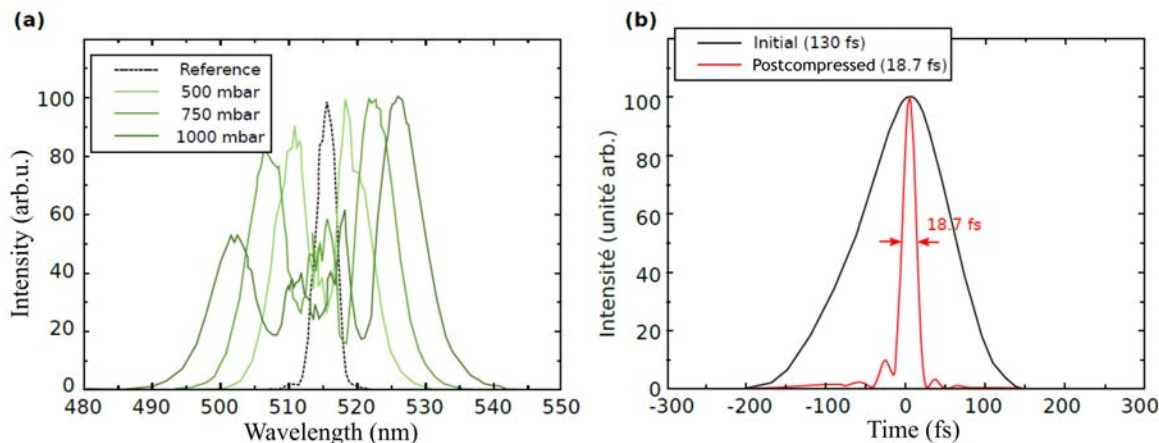 (a)
Reference
500 mbar
750 mbar
1000 mbar
Intensity (arb.u.)
100
80
60
40
20
0
480 490 500 510 520 530 540 550
Wavelength (nm)
(b)
Initial (130 fs)
Postcompressed (18.7 fs)
Intensité (unité arb.)
100
80
60
40
20
0
18.7 fs
-300 -200 -100 0 100 200 300
Time (fs)